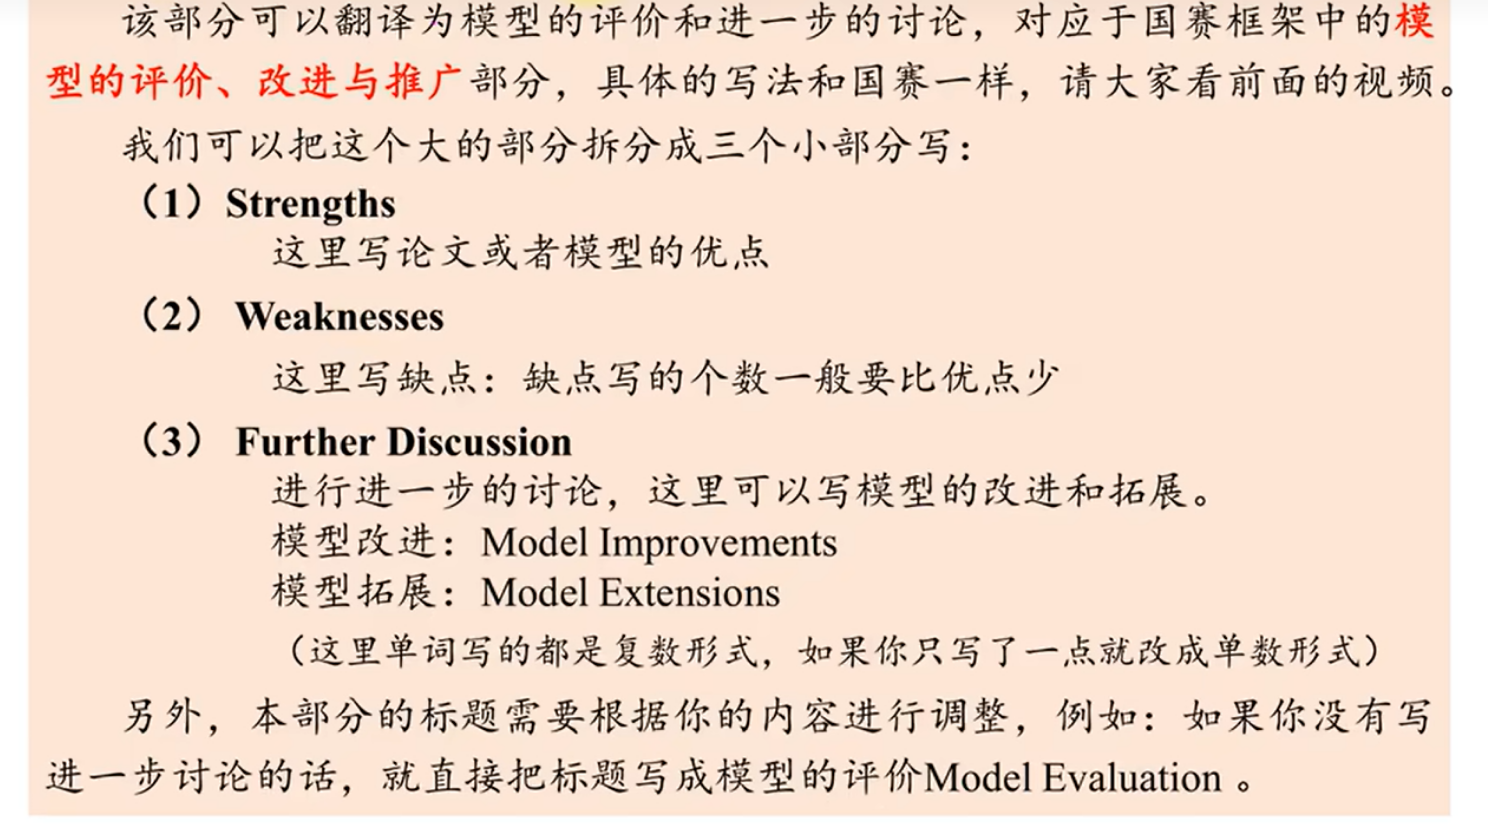 该部分可以翻译为模型的评价和进一步的讨论，对应于国赛框架中的模
型的评价、改进与推广部分，具体的写法和国赛一样，请大家看前面的视频。
我们可以把这个大的部分拆分成三个小部分写：
（1）Strengths
这里写论文或者模型的优点
（2） Weaknesses
这里写缺点：缺点写的个数一般要比优点少
（3） Further Discussion
进行进一步的讨论，这里可以写模型的改进和拓展。
模型改进：Model Improvements
模型拓展：Model Extensions
（这里单词写的都是复数形式，如果你只写了一点就改成单数形式）
另外，本部分的标题需要根据你的内容进行调整，例如：如果你没有写
进一步讨论的话，就直接把标题写成模型的评价Model Evaluation 。